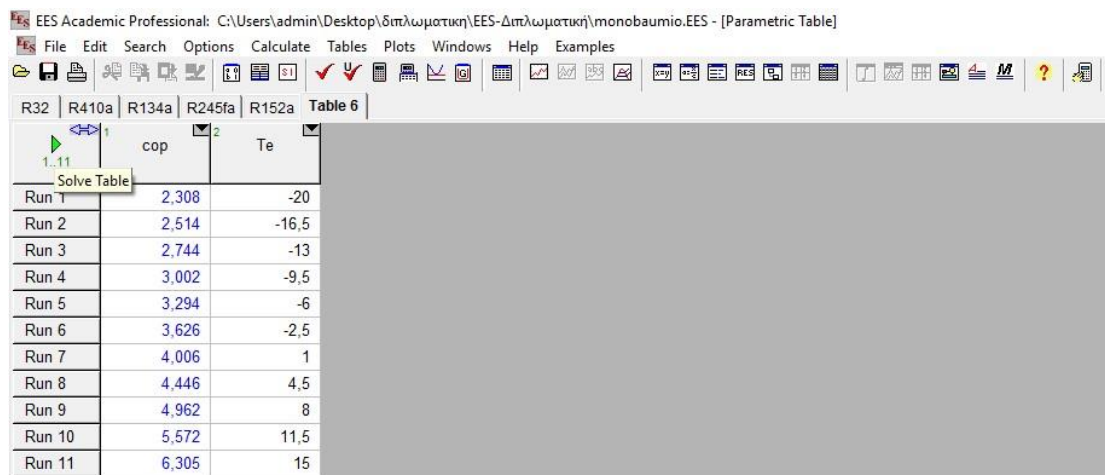 EES Academic Professional: C:\Users\admin\Desktop\διπλωματικη\EES-Διπλωματική\monobaumio.EES - [Parametric Table]
File Edit Search Options Calculate Tables Plots Windows Help Examples
R32 R410a R134a R245fa R152a Table 6
1 cop 2 Te
1..11
Solve Table
Run 1 2,308 -20
Run 2 2,514 -16,5
Run 3 2,744 -13
Run 4 3,002 -9,5
Run 5 3,294 -6
Run 6 3,626 -2,5
Run 7 4,006 1
Run 8 4,446 4,5
Run 9 4,962 8
Run 10 5,572 11,5
Run 11 6,305 15